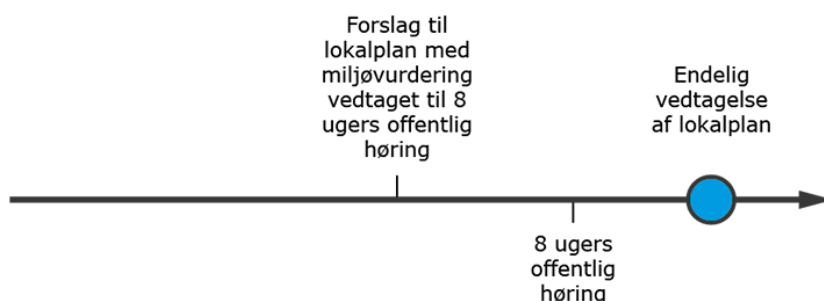 Forslag til
lokalplan med
miljøvurdering
vedtaget til 8
ugers offentlig
høring
Endelig
vedtagelse
af lokalplan
8 ugers
offentlig
høring